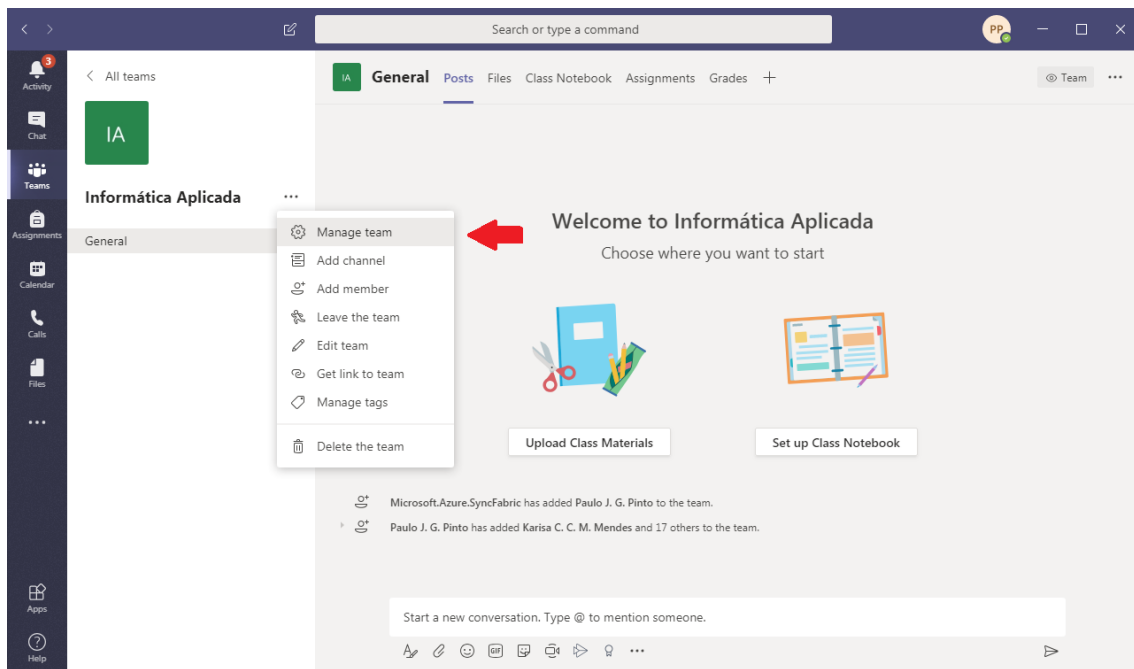 Search or type a command
PP
3
Activity
Chat
Teams
Assignments
Calendar
Calls
Files
Apps
Help
All teams
IA
Informática Aplicada
General
Manage team
Add channel
Add member
Leave the team
Edit team
Get link to team
Manage tags
Delete the team
IA General Posts Files Class Notebook Assignments Grades
Team
Welcome to Informática Aplicada
Choose where you want to start
Upload Class Materials
Set up Class Notebook
Microsoft.Azure.SyncFabric has added Paulo J. G. Pinto to the team.
Paulo J. G. Pinto has added Karisa C. C. M. Mendes and 17 others to the team.
Start a new conversation. Type @ to mention someone.
GIF